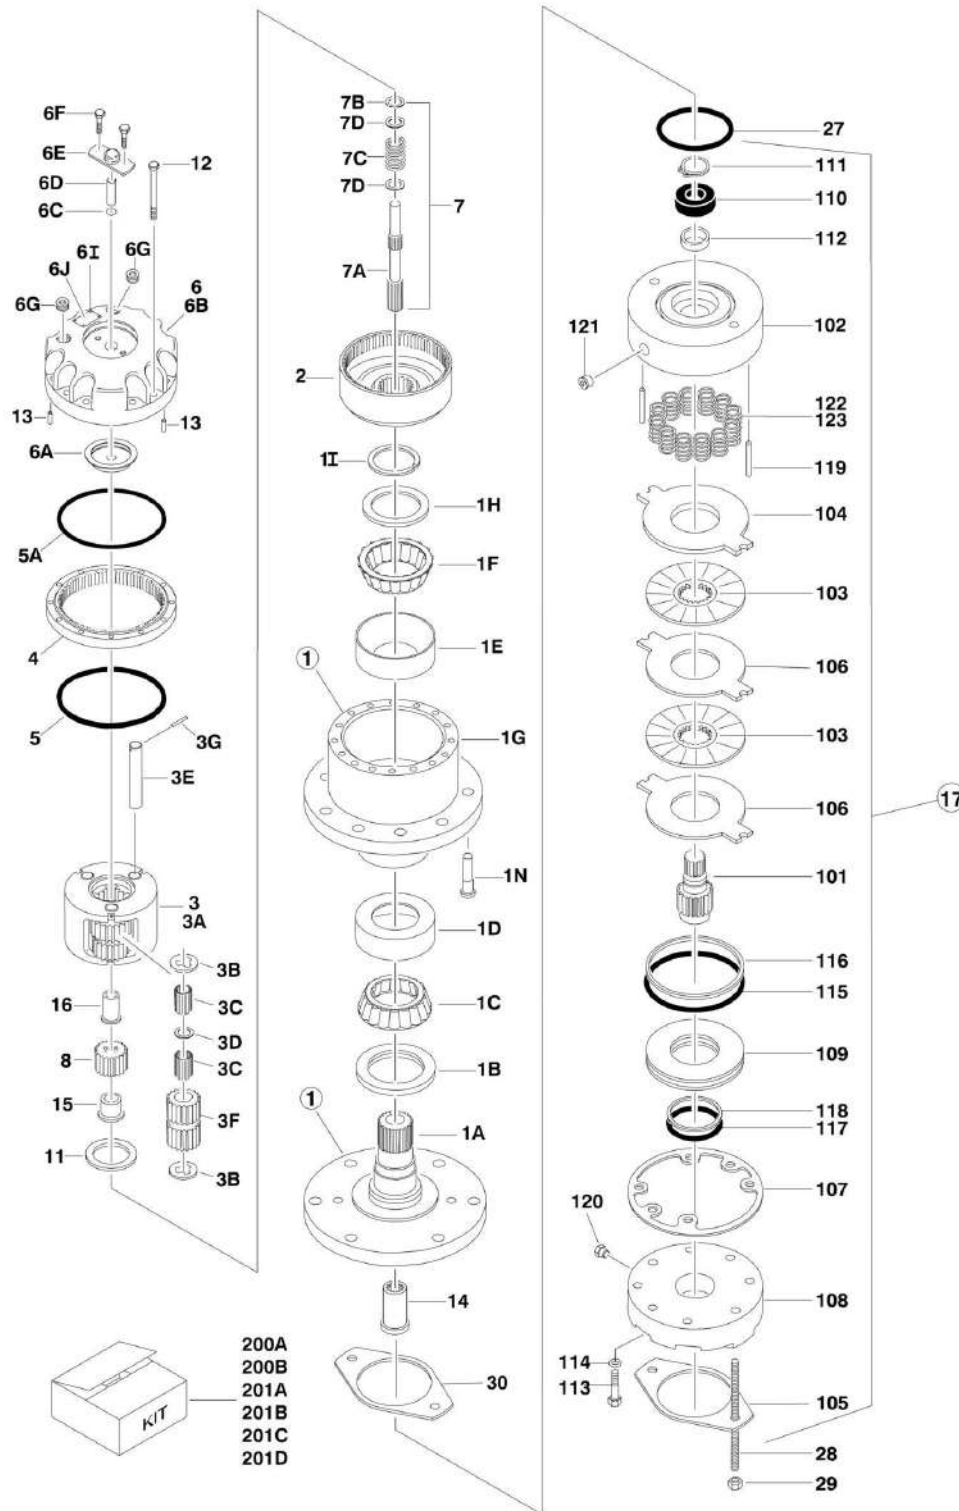 6F
6E
6D
6C
12
6I
6G
6J
6
6B
6G
13
13
6A
5A
4
5
3G
3E
3
3A
3B
16
3C
8
3D
3C
15
3F
11
3B
200A
200B
201A
201B
201C
201D
KIT
7B
7D
7C
7D
7
7A
2
1I
1H
1F
1E
1
1G
1N
1D
1C
1B
1
1A
14
30
27
111
110
112
102
121
122
123
119
104
103
106
103
106
17
101
116
115
109
118
117
107
120
108
114
113
105
28
29